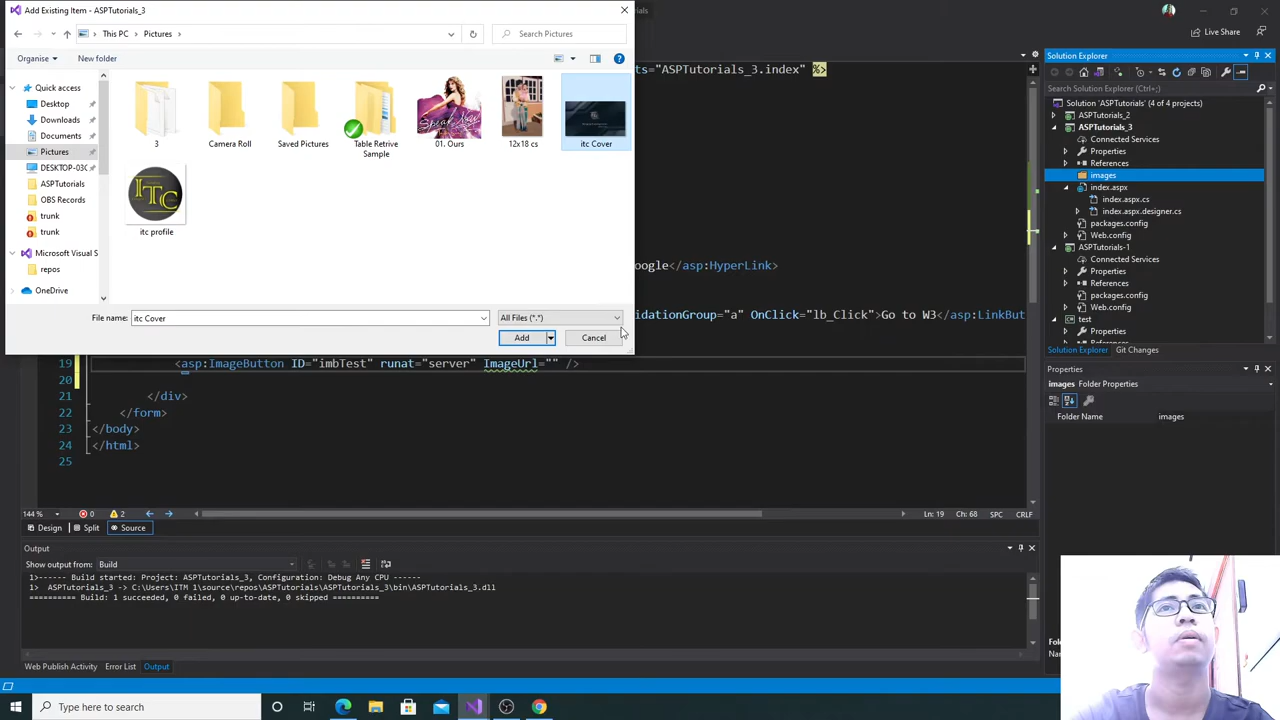 Add Existing Item - ASPTutorials_3
This PC
Pictures
Search Pictures
Organise
New folder
Quick access
Desktop
Downloads
Documents
Pictures
DESKTOP-03C
ASPTutorials
OBS Records
trunk
trunk
Microsoft Visual S
repos
OneDrive
3
Camera Roll
Saved Pictures
Table Retrive
Sample
01. Ours
12x18 cs
itc Cover
ITC
itc profile
File name:
itc Cover
All Files (*.*)
Add
Cancel
Live Share
ts="ASPTutorials_3.index" %>
oogle</asp:HyperLink>
idationGroup="a" OnClick="lb_Click">Go to W3</asp:LinkBut
19 <asp:ImageButton ID="imbTest" runat="server" ImageUrl="" />
20
21 </div>
22 </form>
23 </body>
24 </html>
25
144 %
0
2
Ln: 19
Ch: 68
SPC
CRLF
Design
Split
Source
Output
Show output from:
Build
1>------ Build started: Project: ASPTutorials_3, Configuration: Debug Any CPU ------
1> ASPTutorials_3 -> C:\Users\ITM 1\source\repos\ASPTutorials\ASPTutorials_3\bin\ASPTutorials_3.dll
========== Build: 1 succeeded, 0 failed, 0 up-to-date, 0 skipped ==========
Web Publish Activity
Error List
Output
Solution Explorer
Search Solution Explorer (Ctrl+;)
Solution 'ASPTutorials' (4 of 4 projects)
ASPTutorials_2
ASPTutorials_3
Connected Services
Properties
References
images
index.aspx
index.aspx.cs
index.aspx.designer.cs
packages.config
Web.config
ASPTutorials-1
Connected Services
Properties
References
packages.config
Web.config
test
Properties
Solution Explorer
Git Changes
Properties
images Folder Properties
Folder Name
images
Type here to search